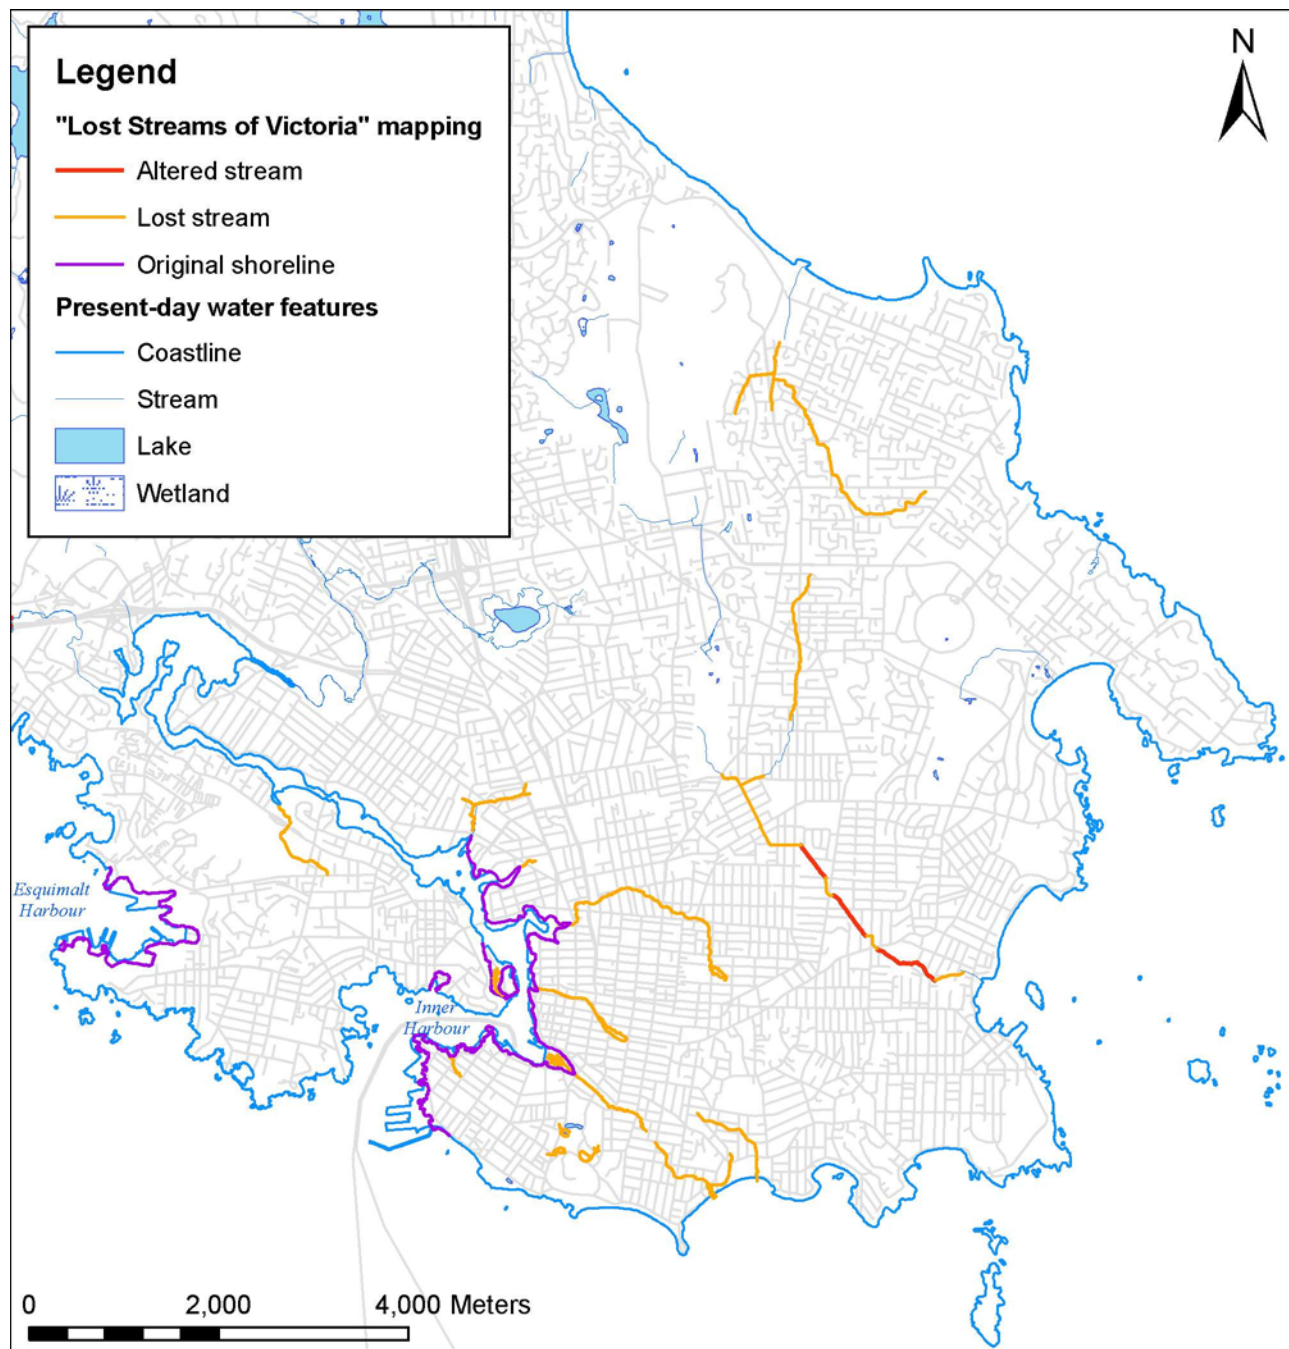 N
Legend
"Lost Streams of Victoria" mapping
Altered stream
Lost stream
Original shoreline
Present-day water features
Coastline
Stream
Lake
Wetland
Esquimalt
Harbour
Inner
Harbour
0 2,000 4,000 Meters